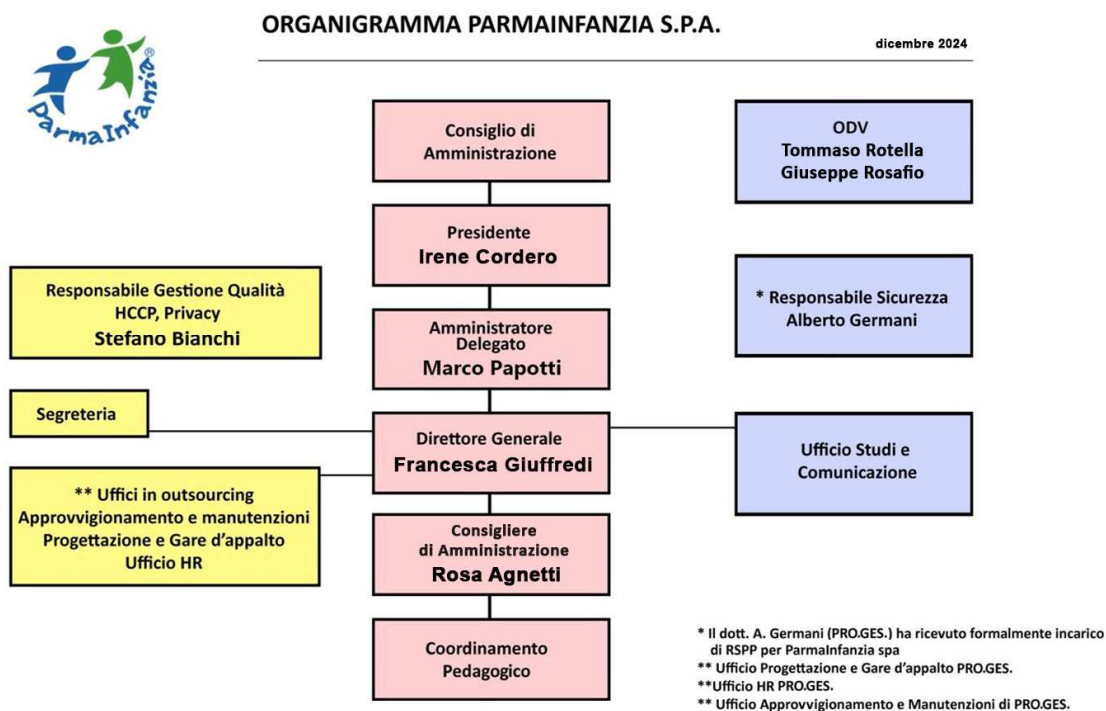 ORGANIGRAMMA PARMAINFANZIA S.P.A.
dicembre 2024
ParmaInfanzia®
Consiglio di
Amministrazione
ODV
Tommaso Rotella
Giuseppe Rosafio
Presidente
Irene Cordero
Responsabile Gestione Qualità
HCCP, Privacy
Stefano Bianchi
* Responsabile Sicurezza
Alberto Germani
Amministratore
Delegato
Marco Papotti
Segreteria
Direttore Generale
Francesca Giuffredi
Ufficio Studi e
Comunicazione
** Uffici in outsourcing
Approvvigionamento e manutenzioni
Progettazione e Gare d'appalto
Ufficio HR
Consigliere
di Amministrazione
Rosa Agnetti
Coordinamento
Pedagogico
* Il dott. A. Germani (PRO.GES.) ha ricevuto formalmente incarico
di RSPP per ParmaInfanzia spa
** Ufficio Progettazione e Gare d'appalto PRO.GES.
**Ufficio HR PRO.GES.
** Ufficio Approvvigionamento e Manutenzioni di PRO.GES.